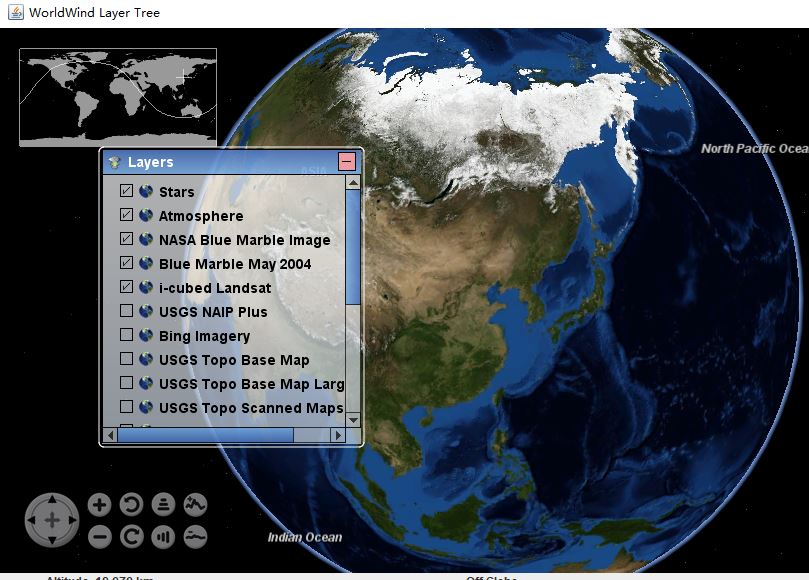 WorldWind Layer Tree
North Pacific Ocea
Layers
ASIA
Stars
Atmosphere
NASA Blue Marble Image
Blue Marble May 2004
i-cubed Landsat
USGS NAIP Plus
Bing Imagery
USGS Topo Base Map
USGS Topo Base Map Larg
USGS Topo Scanned Maps
Indian Ocean
Altitude
km
Off Globe